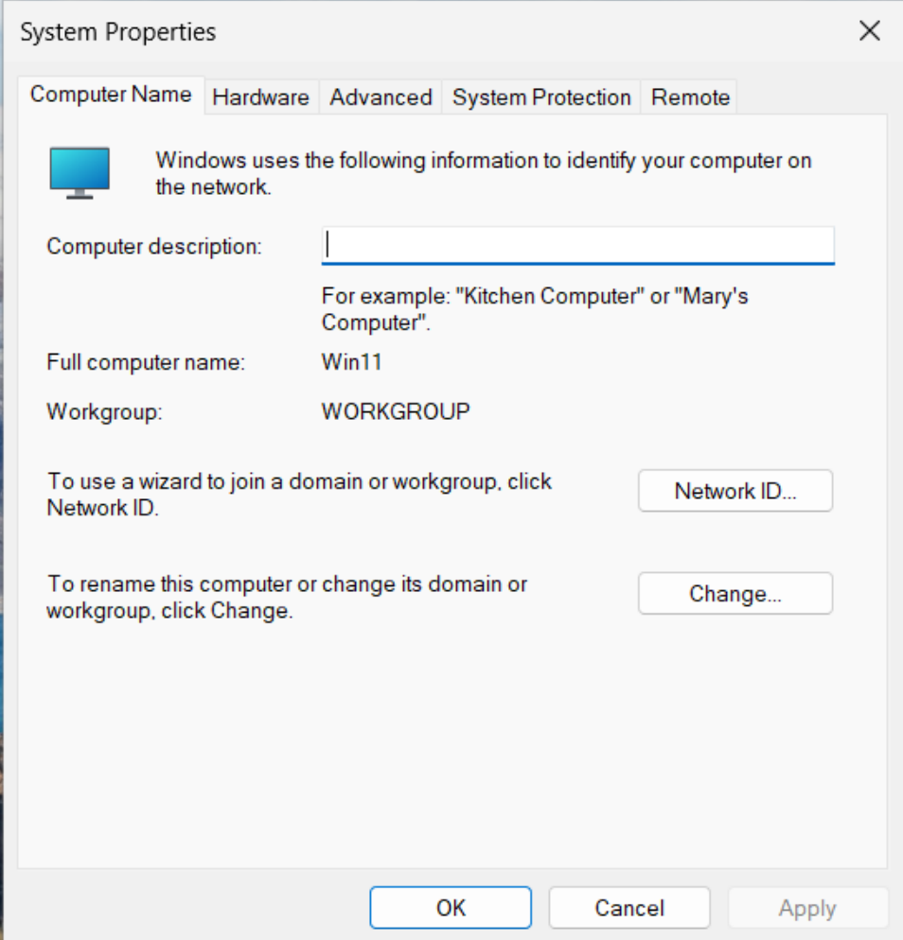 System Properties
Computer Name Hardware Advanced System Protection Remote
Windows uses the following information to identify your computer on
the network.
Computer description:
For example: "Kitchen Computer" or "Mary's
Computer".
Full computer name: Win11
Workgroup: WORKGROUP
To use a wizard to join a domain or workgroup, click
Network ID.
Network ID...
To rename this computer or change its domain or
workgroup, click Change.
Change...
OK Cancel Apply